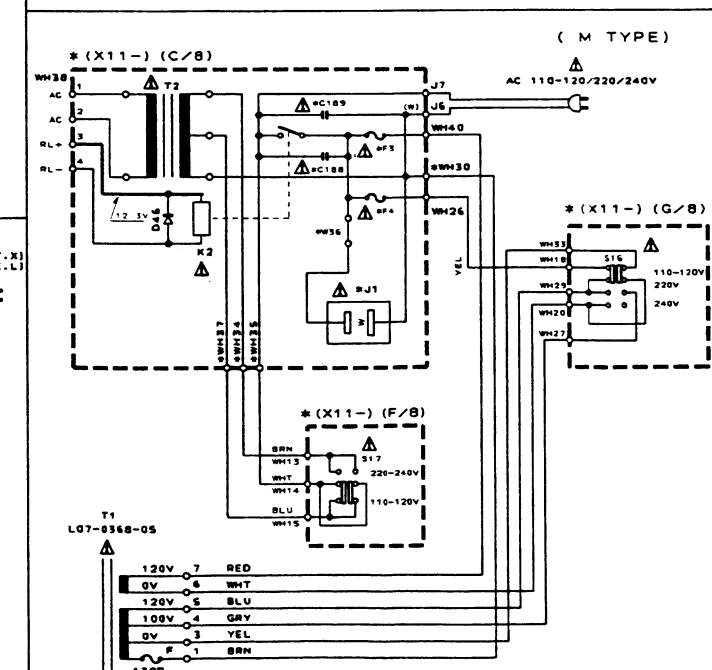 ( M TYPE)
AC 110-120/220/240V
*(X11-)(C/8)
WH38
AC 1
AC 2
RL+ 3
RL- 4
T2
*C189
*C188
(W)
J7
J6
WH40
*F3
*WH30
*F4
WH26
12.3V
D46
K2
*W36
*J1
W
YEL
*WH37
*WH34
*WH35
*(X11-)(G/8)
WH33
WH18
S16
110-120V
WH29
220V
WH20
240V
WH27
*(X11-)(F/8)
BRN
WH13
S17
220-240V
WHT
WH14
110-120V
BLU
WH15
T1
L07-0368-05
120V 7 RED
0V 6 WHT
120V 5 BLU
100V 4 GRY
0V 3 YEL
F 1 BRN